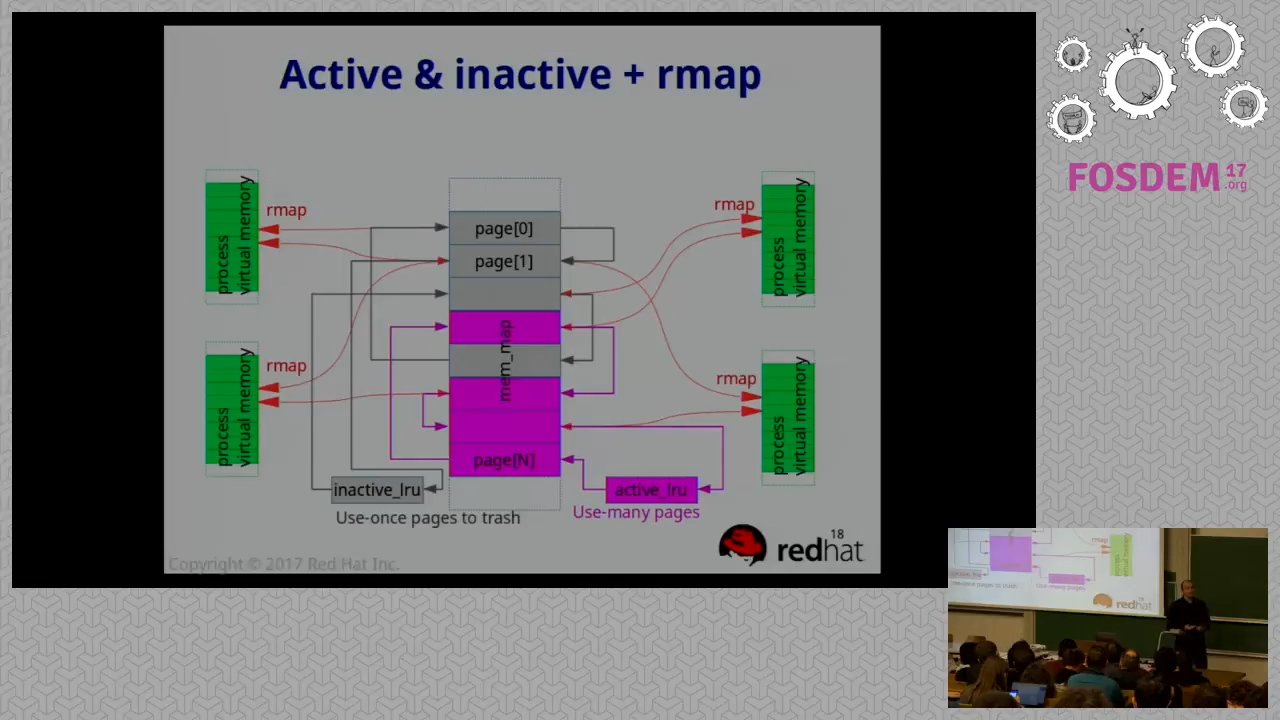 Active & inactive + rmap
process
virtual memory
rmap
process
virtual memory
rmap
page[0]
page[1]
mem_map
page[N]
rmap
process
virtual memory
rmap
process
virtual memory
inactive_lru
Use-once pages to trash
active_lru
Use-many pages
18
redhat
Copyright © 2017 Red Hat Inc.
FOSDEM 17
.org
rmap
redhat